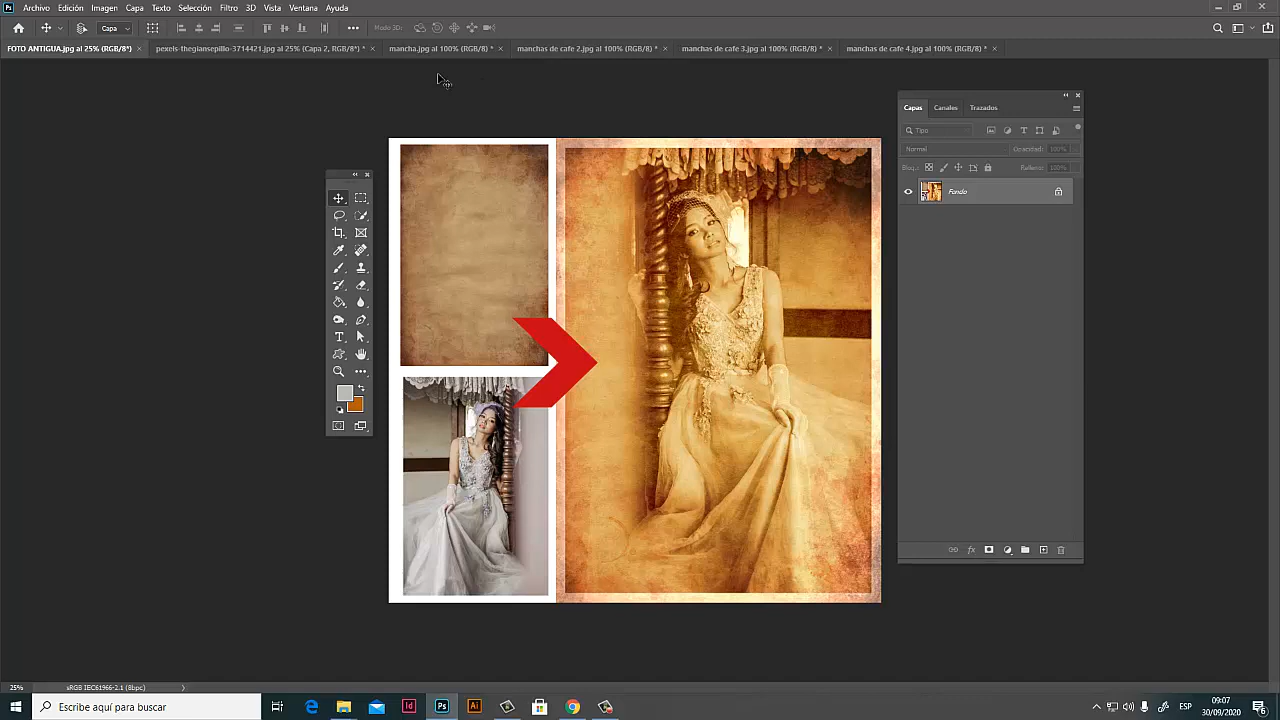 Archivo Edición Imagen Capa Texto Selección Filtro 3D Vista Ventana Ayuda
Capa Modo 3D:
FOTO ANTIGUA.jpg al 25% (RGB/8*) × pexels-thegiansepillo-3714421.jpg al 25% (Capa 2, RGB/8*) * × mancha.jpg al 100% (RGB/8) * × manchas de cafe 2.jpg al 100% (RGB/8) * × manchas de cafe 3.jpg al 100% (RGB/8) * × manchas de cafe 4.jpg al 100% (RGB/8) * ×
Capas Canales Trazados
Tipo
Normal Opacidad: 100%
Bloq.: Relleno: 100%
Fondo
25% sRGB IEC61966-2.1 (8bpc)
Escribe aquí para buscar
ESP
09:07
30/09/2020